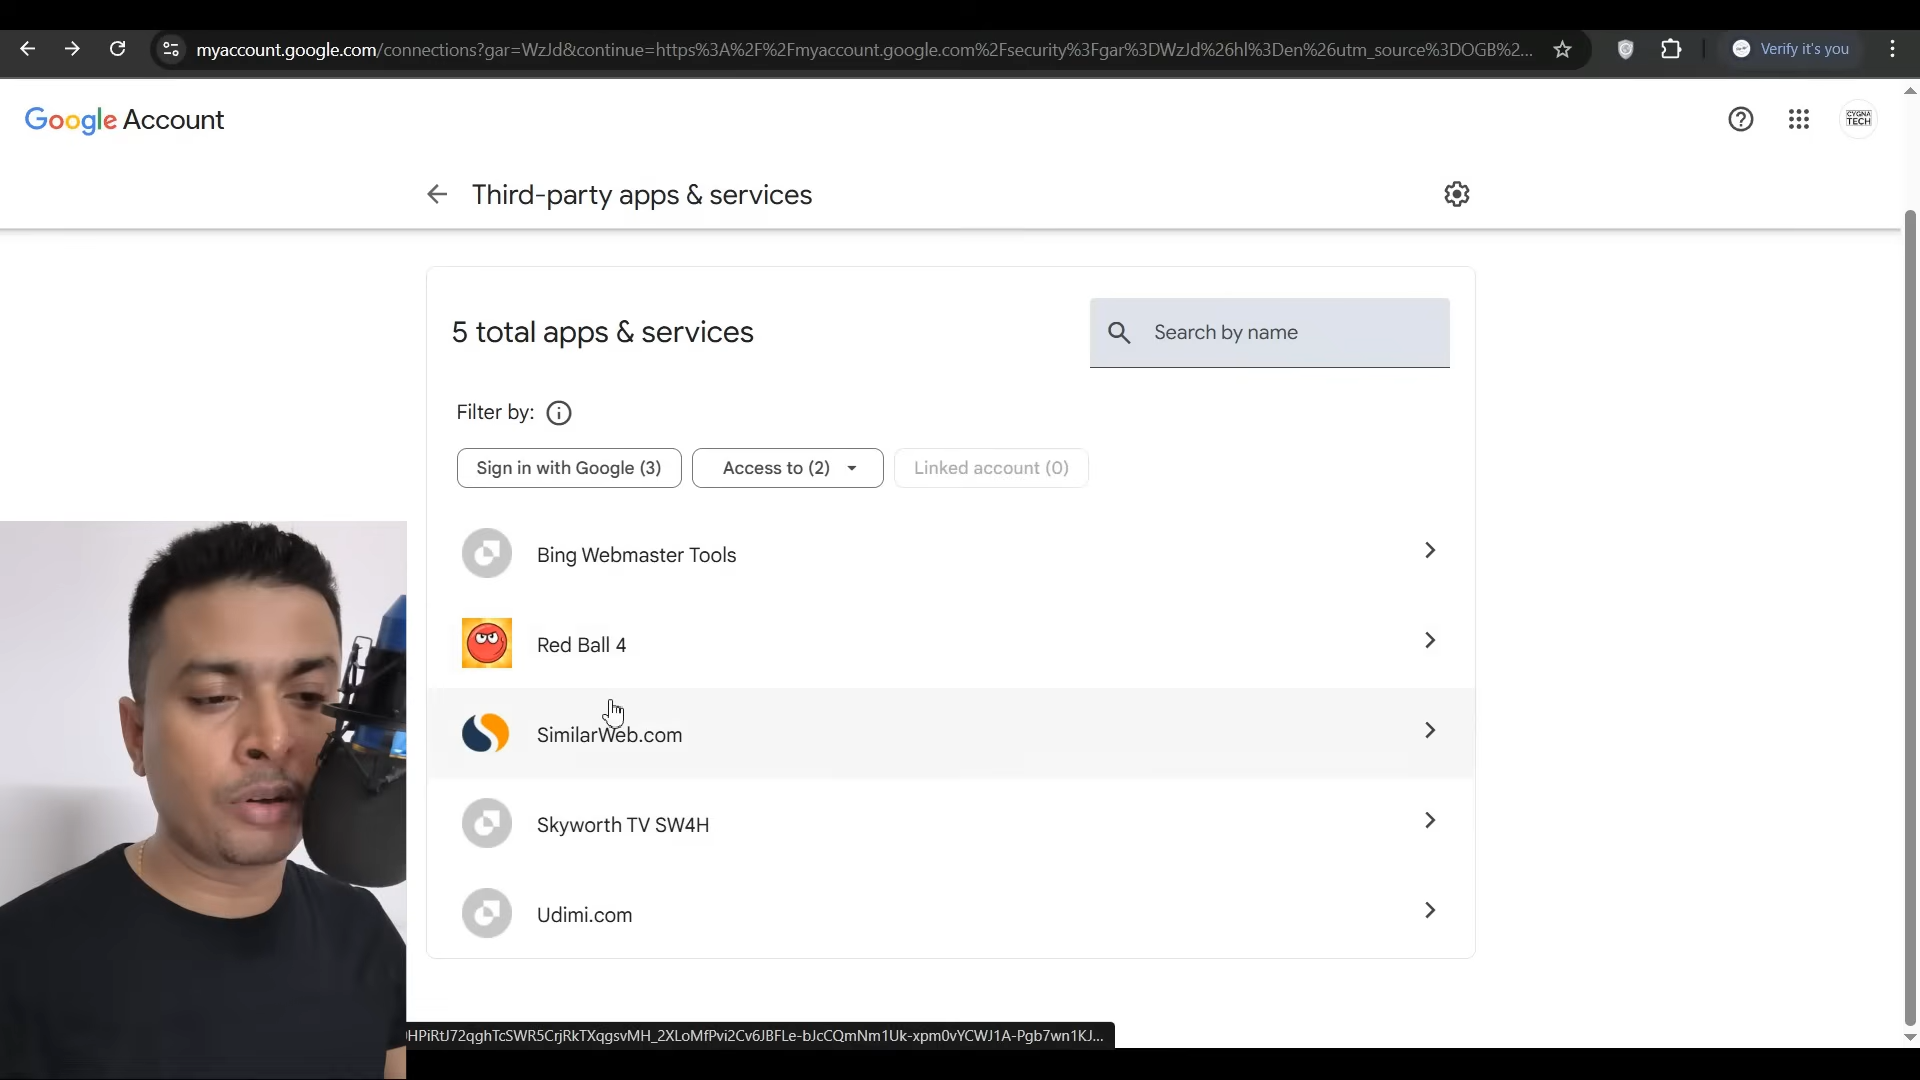 myaccount.google.com/connections?gar=WzJd&continue=https%3A%2F%2Fmyaccount.google.com%2Fsecurity%3Fgar%3DWzJd%26hl%3Den%26utm_source%3DOGB%2...
Verify it's you
Google Account
CYGNA
TECH
Third-party apps & services
5 total apps & services
Search by name
Filter by:
Sign in with Google (3)
Access to (2)
Linked account (0)
Bing Webmaster Tools
Red Ball 4
SimilarWeb.com
Skyworth TV SW4H
Udimi.com
HPiRtJ72qghTcSWR5CrjRkTXqgsvMH_2XLoMfPvi2Cv6JBFLe-bJcCQmNm1Uk-xpm0vYCWJ1A-Pgb7wn1KJ...